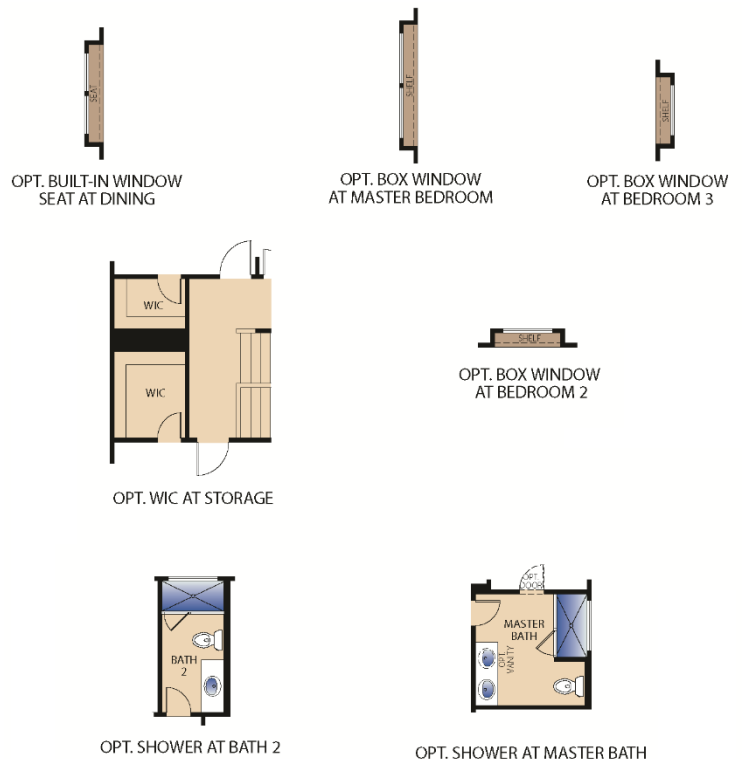 SEAT
OPT. BUILT-IN WINDOW
SEAT AT DINING
SHELF
OPT. BOX WINDOW
AT MASTER BEDROOM
SHELF
OPT. BOX WINDOW
AT BEDROOM 3
WIC
WIC
OPT. WIC AT STORAGE
SHELF
OPT. BOX WINDOW
AT BEDROOM 2
BATH
2
OPT. SHOWER AT BATH 2
OPT.
DOOR
MASTER
BATH
OPT.
VANITY
OPT. SHOWER AT MASTER BATH